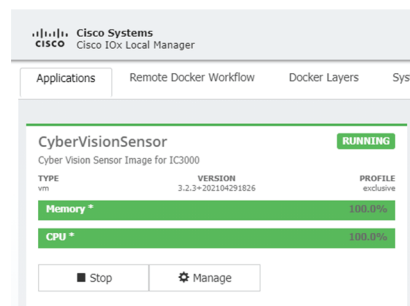 Cisco Systems
cisco Cisco IOx Local Manager
Applications Remote Docker Workflow Docker Layers Sys
CyberVisionSensor RUNNING
Cyber Vision Sensor Image for IC3000
TYPE VERSION PROFILE
vm 3.2.3+202104291826 exclusive
Memory * 100.0%
CPU * 100.0%
Stop Manage